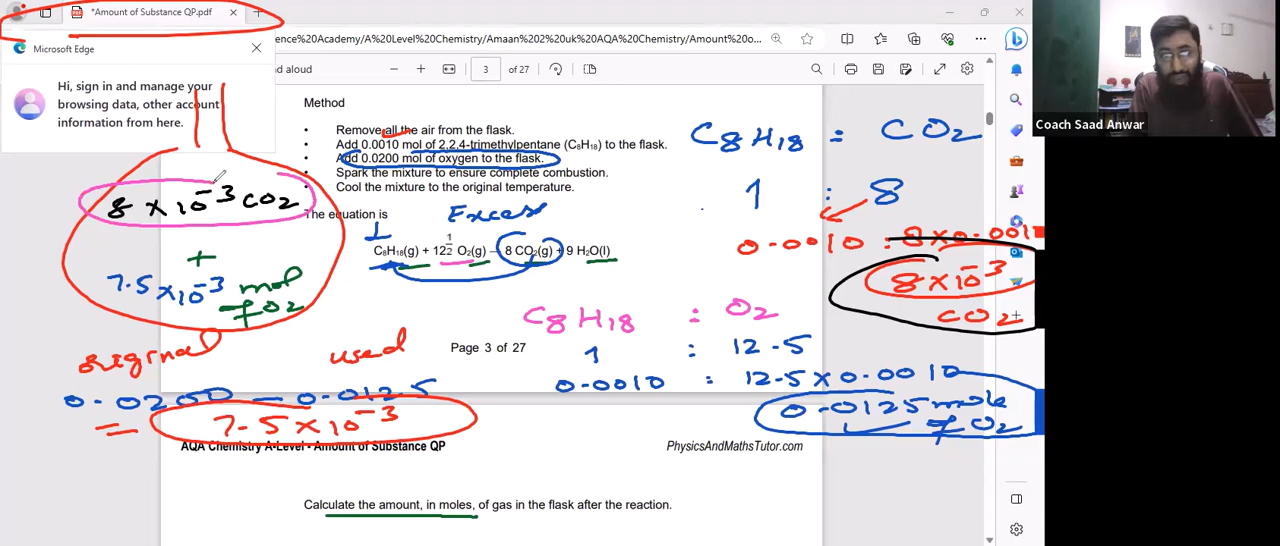 *Amount of Substance QP.pdf
ence%20Academy/A%20Level%20Chemistry/Amaan%202%20uk%20AQA%20Chemistry/Amount%20o...
Microsoft Edge
Hi, sign in and manage your
browsing data, other account
information from here.
aloud
3 of 27
Coach Saad Anwar
Method
• Remove all the air from the flask.
• Add 0.0010 mol of 2,2,4-trimethylpentane (C₈H₁₈) to the flask.
• Add 0.0200 mol of oxygen to the flask.
• Spark the mixture to ensure complete combustion.
• Cool the mixture to the original temperature.
The equation is
Excess
1
C₈H₁₈(g) + 12½ O₂(g) → 8 CO₂(g) + 9 H₂O(l)
C8H18 : CO2
1 : 8
0.0010 : 8 × 0.0010
8 × 10⁻³
CO2
8 × 10⁻³ CO2
+
7.5 × 10⁻³ mol
of O2
C8H18 : O2
1 : 12.5
0.0010 : 12.5 × 0.0010
0.0125 mole
of O2
Page 3 of 27
original used
0.0200 - 0.0125
= 7.5 × 10⁻³
AQA Chemistry A-Level - Amount of Substance QP
PhysicsAndMathsTutor.com
Calculate the amount, in moles, of gas in the flask after the reaction.